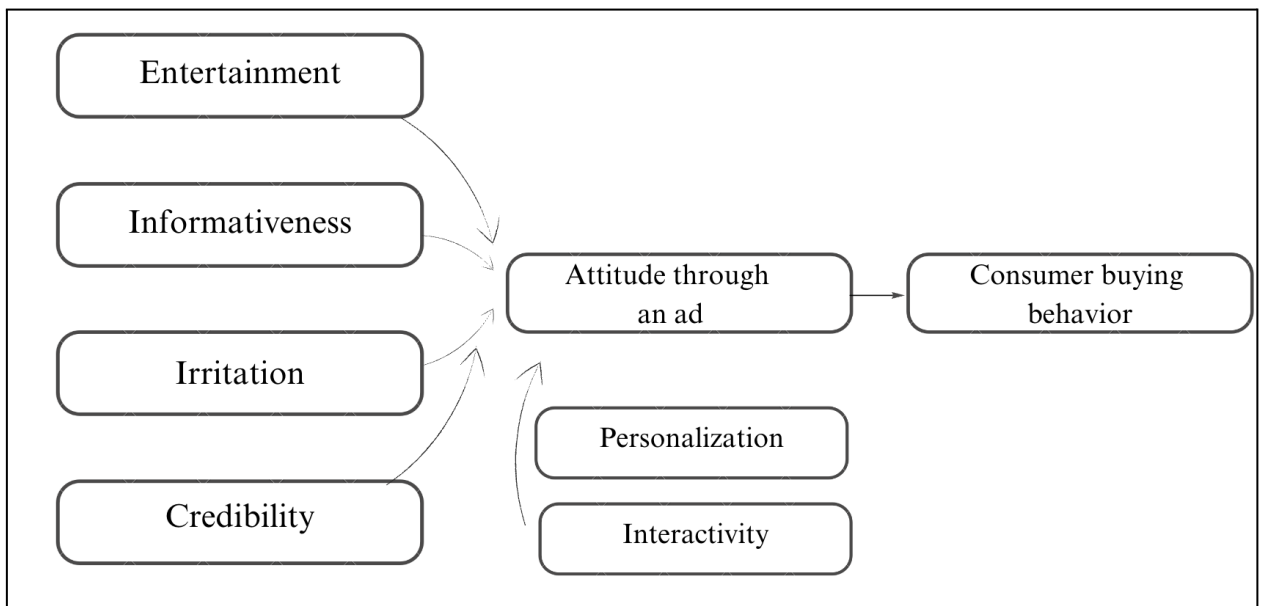 Entertainment
Informativeness
Irritation
Credibility
Attitude through
an ad
Consumer buying
behavior
Personalization
Interactivity